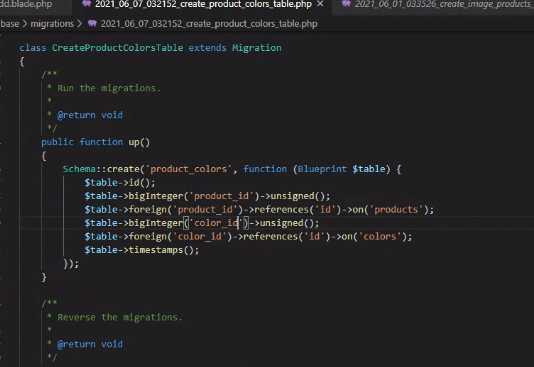 dd.blade.php 2021_06_07_032152_create_product_colors_table.php × 2021_06_01_033526_create_image_products_
base > migrations > 2021_06_07_032152_create_product_colors_table.php
class CreateProductColorsTable extends Migration
{
/**
* Run the migrations.
*
* @return void
*/
public function up()
{
Schema::create('product_colors', function (Blueprint $table) {
$table->id();
$table->bigInteger('product_id')->unsigned();
$table->foreign('product_id')->references('id')->on('products');
$table->bigInteger('color_id')->unsigned();
$table->foreign('color_id')->references('id')->on('colors');
$table->timestamps();
});
}
/**
* Reverse the migrations.
*
* @return void
*/